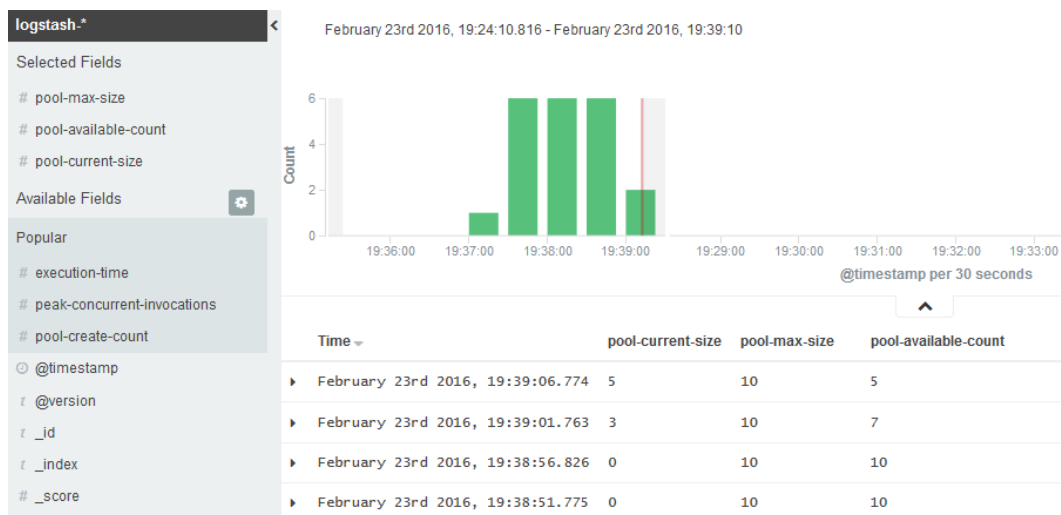 logstash-*
Selected Fields
# pool-max-size
# pool-available-count
# pool-current-size
Available Fields
Popular
# execution-time
# peak-concurrent-invocations
# pool-create-count
@timestamp
t @version
t _id
t _index
# _score
February 23rd 2016, 19:24:10.816 - February 23rd 2016, 19:39:10
Count
6
4
2
0
19:36:00 19:37:00 19:38:00 19:39:00 19:29:00 19:30:00 19:31:00 19:32:00 19:33:00
@timestamp per 30 seconds
Time pool-current-size pool-max-size pool-available-count
February 23rd 2016, 19:39:06.774 5 10 5
February 23rd 2016, 19:39:01.763 3 10 7
February 23rd 2016, 19:38:56.826 0 10 10
February 23rd 2016, 19:38:51.775 0 10 10